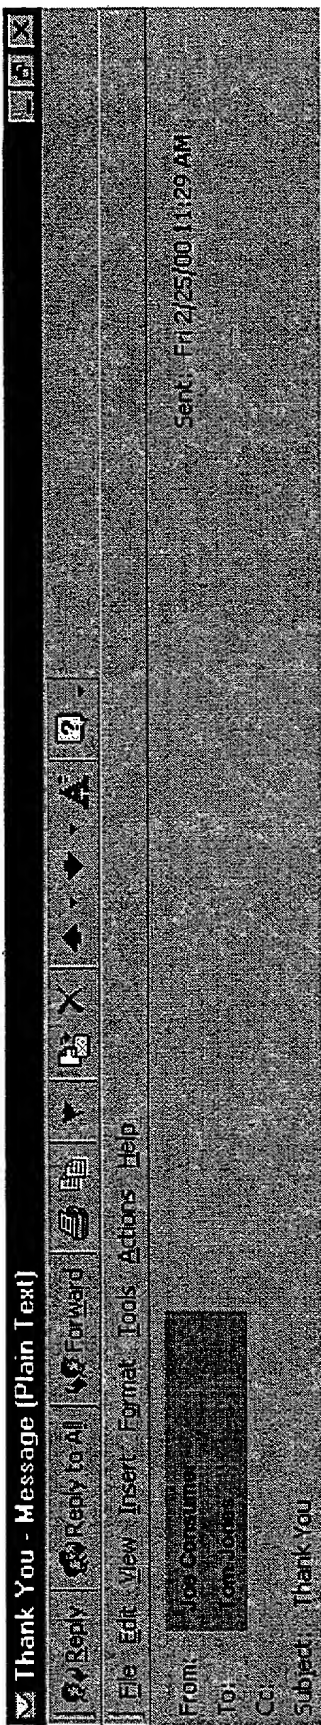 Thank You - Message (Plain Text)
Reply Reply to All Forward
File Edit View Insert Format Tools Actions Help
From: Joe Consumer Sent: Fri 2/25/00 11:29 AM
To: Tom Jones
Cc:
Subject: Thank You